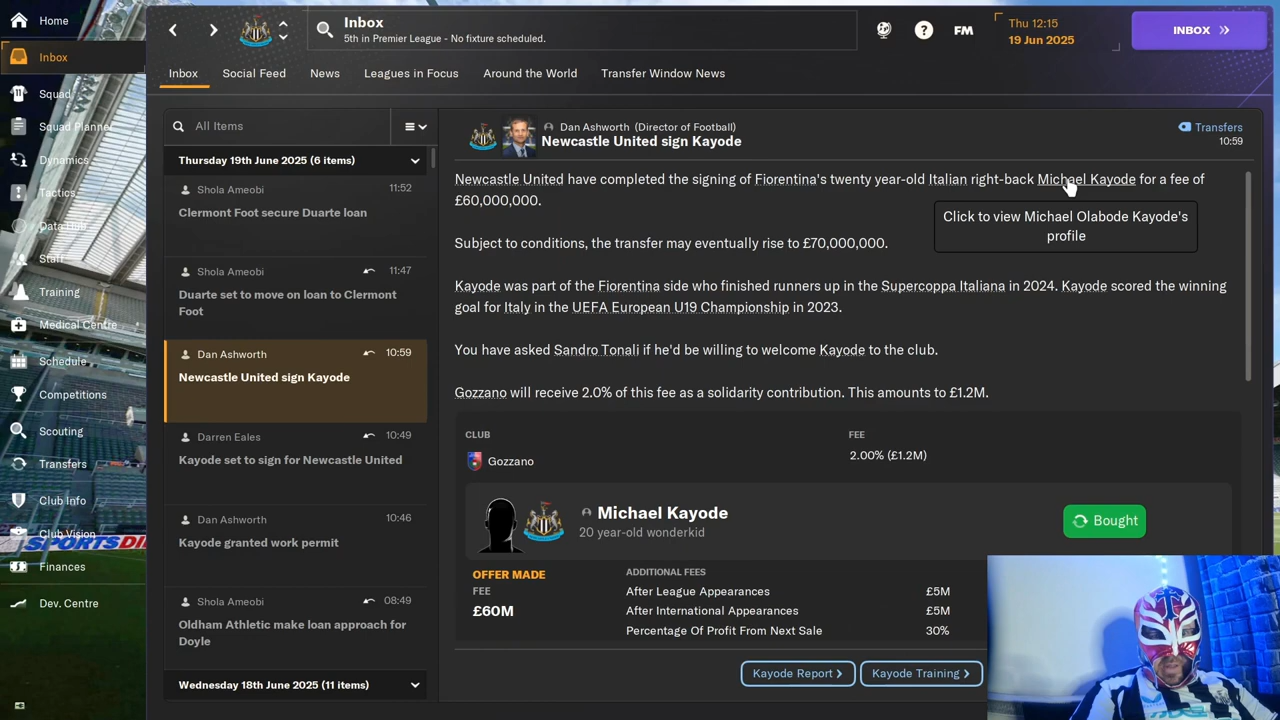 Home
Inbox
Squad
Squad Planner
Dynamics
Tactics
Data Hub
Staff
Training
Medical Centre
Schedule
Competitions
Scouting
Transfers
Club Info
Club Vision
Finances
Dev. Centre
SPORTS DI
Inbox
5th in Premier League - No fixture scheduled.
?
FM
Thu 12:15
19 Jun 2025
INBOX
Inbox
Social Feed
News
Leagues in Focus
Around the World
Transfer Window News
All Items
Thursday 19th June 2025 (6 items)
Shola Ameobi
11:52
Clermont Foot secure Duarte loan
Shola Ameobi
11:47
Duarte set to move on loan to Clermont
Foot
Dan Ashworth
10:59
Newcastle United sign Kayode
Darren Eales
10:49
Kayode set to sign for Newcastle United
Dan Ashworth
10:46
Kayode granted work permit
Shola Ameobi
08:49
Oldham Athletic make loan approach for
Doyle
Wednesday 18th June 2025 (11 items)
Dan Ashworth (Director of Football)
Newcastle United sign Kayode
Transfers
10:59
Newcastle United have completed the signing of Fiorentina's twenty year-old Italian right-back Michael Kayode for a fee of
£60,000,000.
Click to view Michael Olabode Kayode's
profile
Subject to conditions, the transfer may eventually rise to £70,000,000.
Kayode was part of the Fiorentina side who finished runners up in the Supercoppa Italiana in 2024. Kayode scored the winning
goal for Italy in the UEFA European U19 Championship in 2023.
You have asked Sandro Tonali if he'd be willing to welcome Kayode to the club.
Gozzano will receive 2.0% of this fee as a solidarity contribution. This amounts to £1.2M.
CLUB
FEE
Gozzano
2.00% (£1.2M)
Michael Kayode
20 year-old wonderkid
Bought
OFFER MADE
FEE
£60M
ADDITIONAL FEES
After League Appearances £5M
After International Appearances £5M
Percentage Of Profit From Next Sale 30%
Kayode Report
Kayode Training